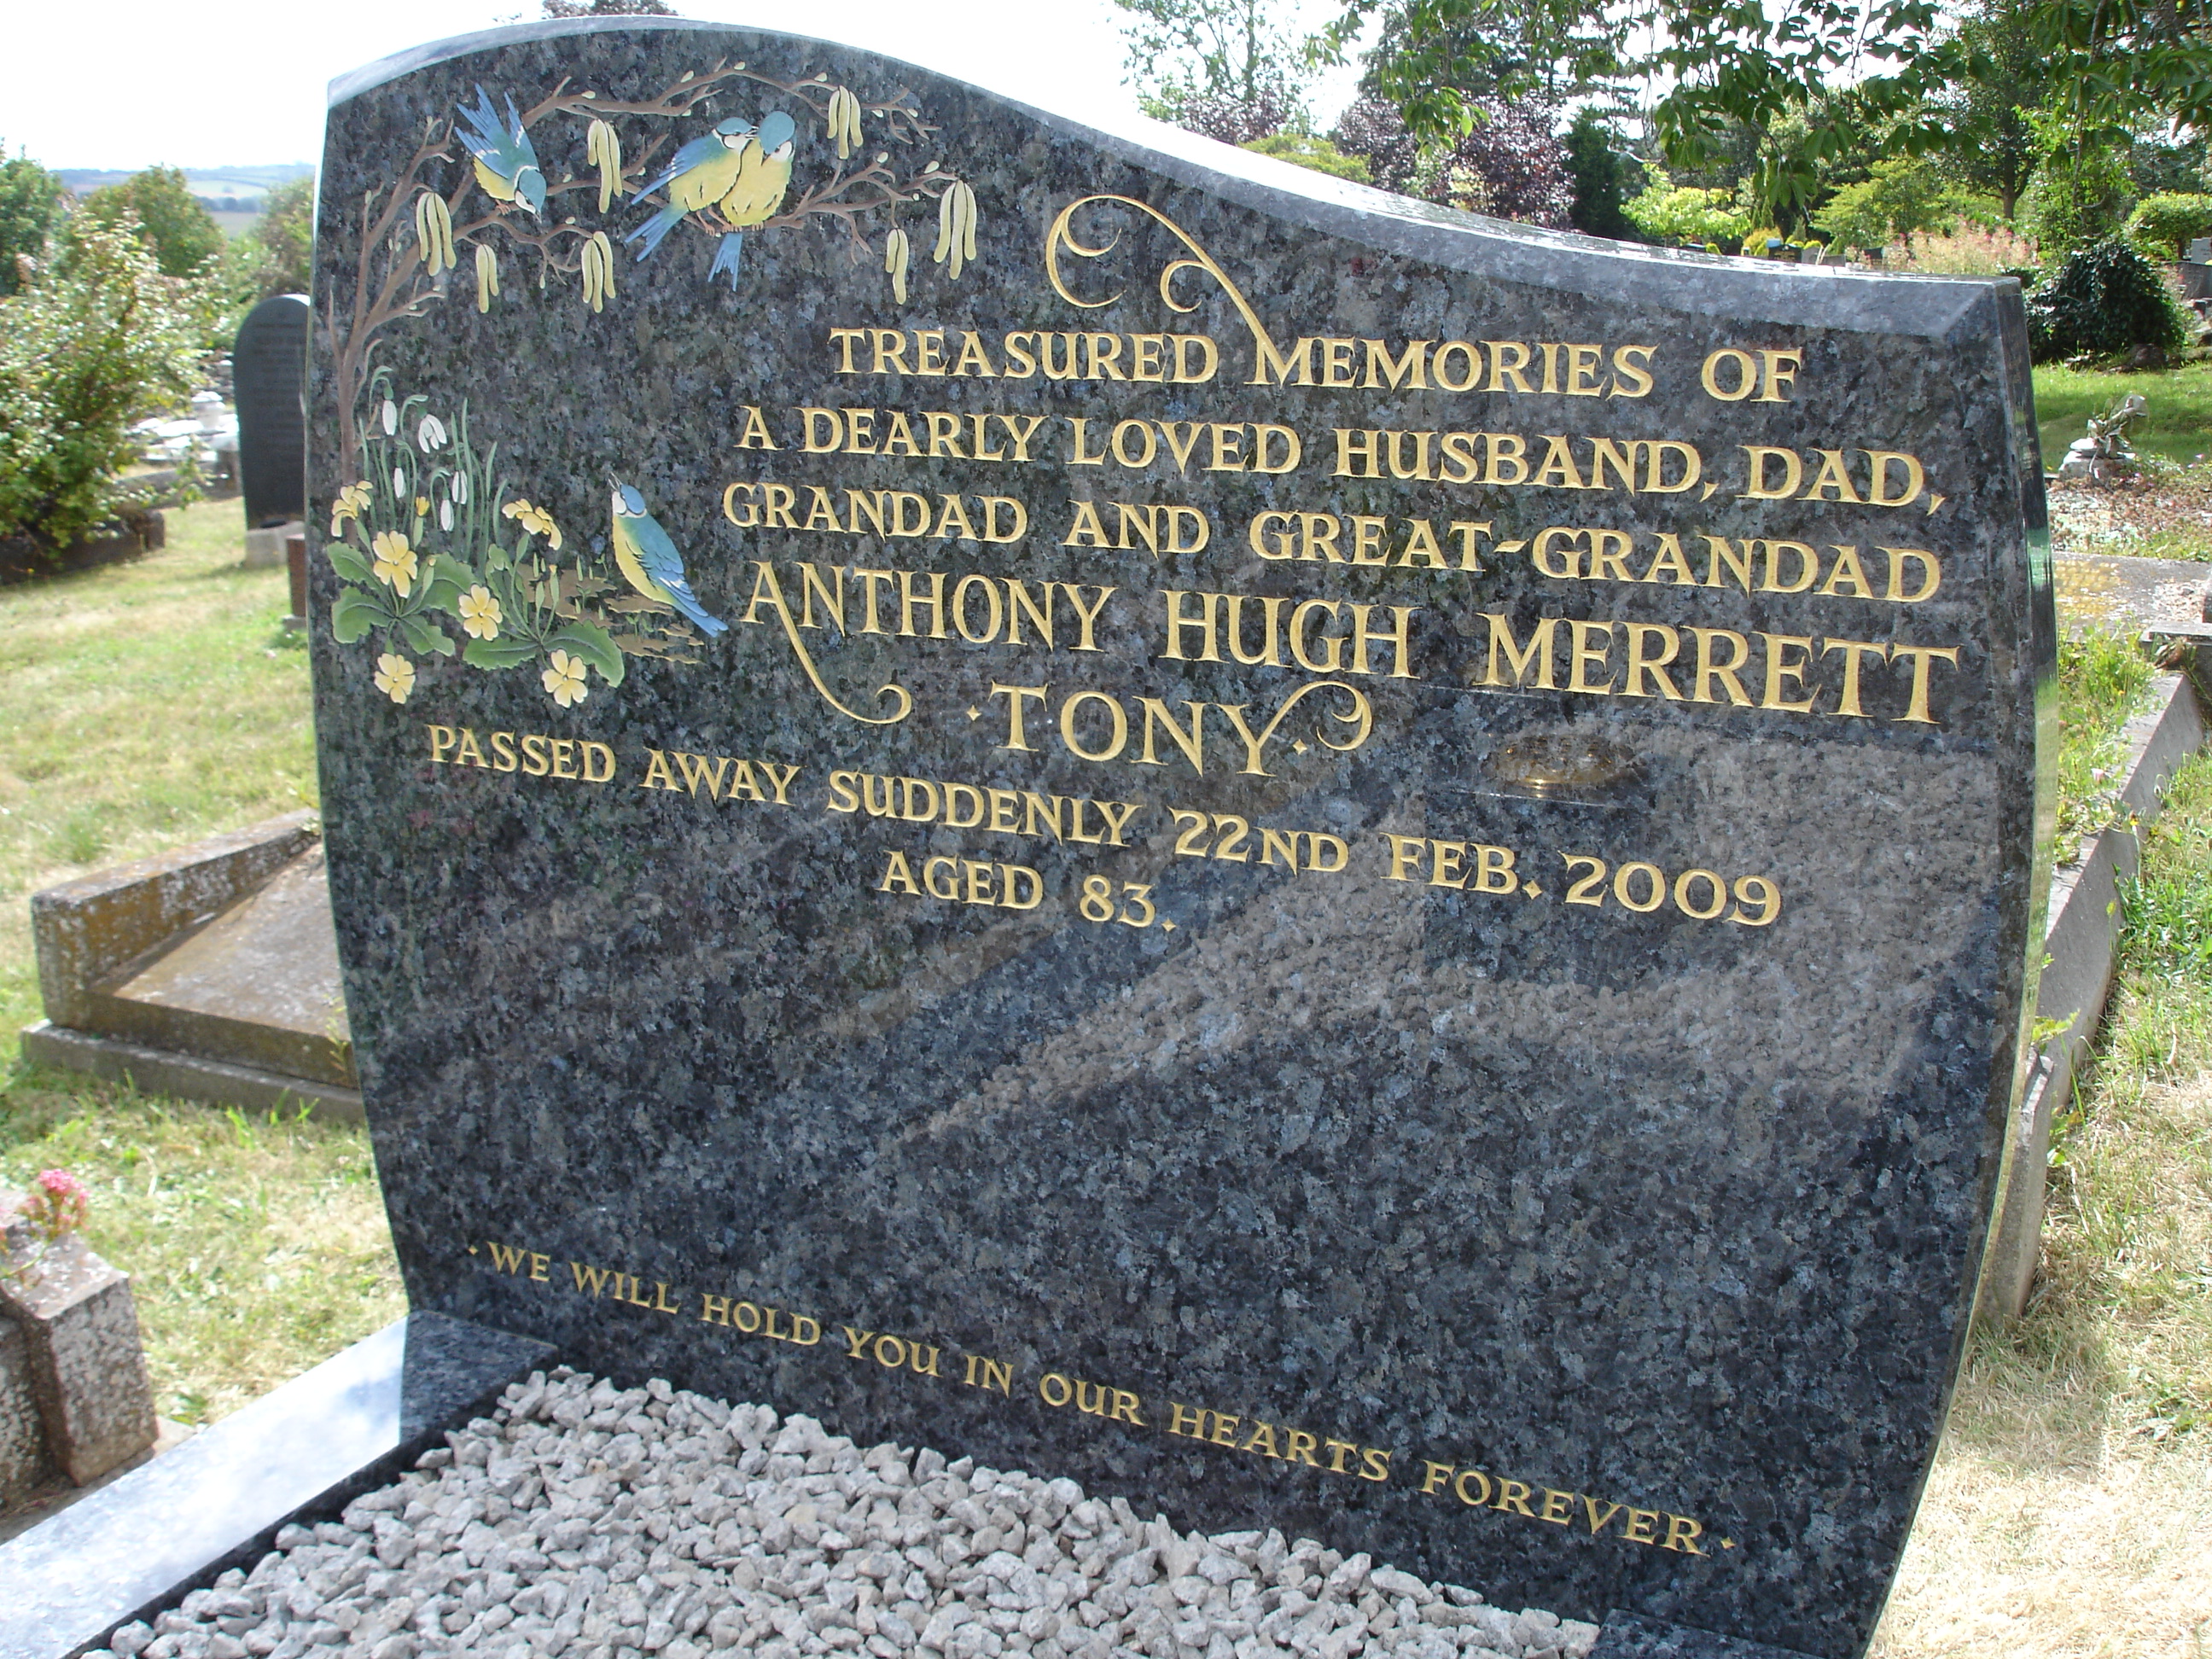 TREASURED MEMORIES OF
A DEARLY LOVED HUSBAND, DAD,
GRANDAD AND GREAT-GRANDAD
ANTHONY HUGH MERRETT
·TONY·
PASSED AWAY SUDDENLY 22ND FEB. 2009
AGED 83.
·WE WILL HOLD YOU IN OUR HEARTS FOREVER·